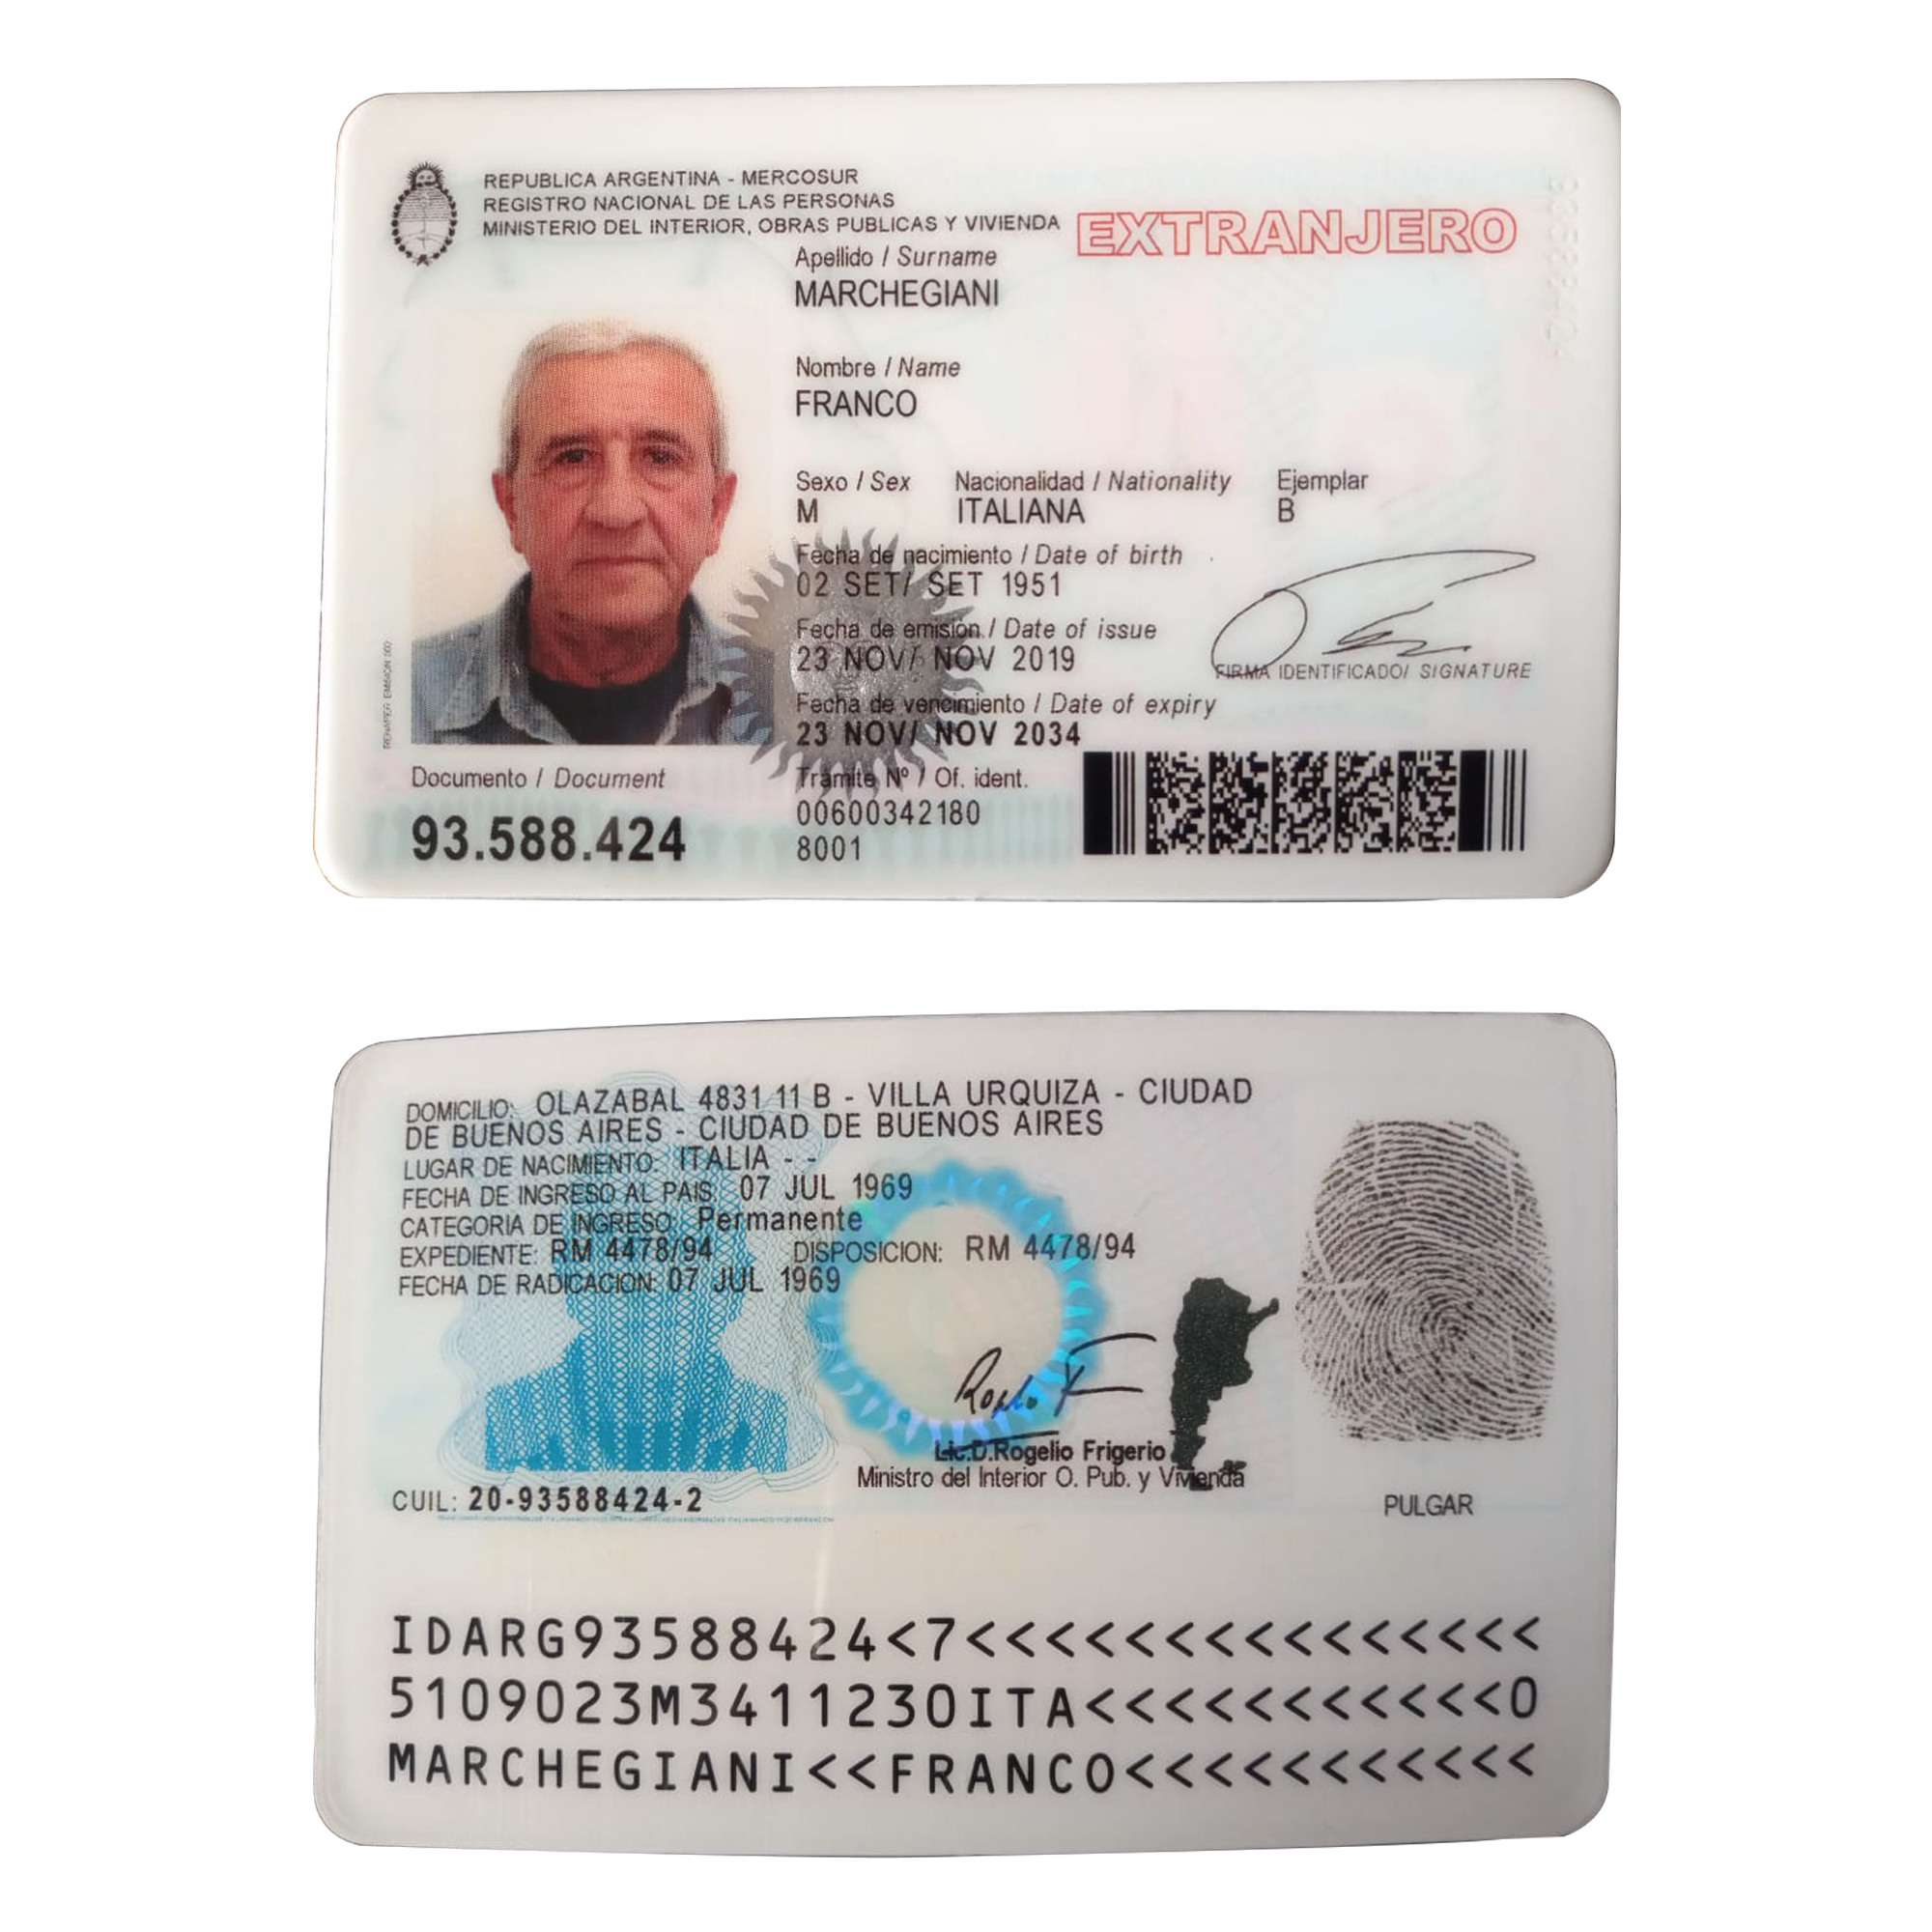 REPUBLICA ARGENTINA - MERCOSUR
REGISTRO NACIONAL DE LAS PERSONAS
MINISTERIO DEL INTERIOR, OBRAS PUBLICAS Y VIVIENDA
EXTRANJERO
Apellido / Surname
MARCHEGIANI
Nombre / Name
FRANCO
Sexo / Sex Nacionalidad / Nationality Ejemplar
M ITALIANA B
Fecha de nacimiento / Date of birth
02 SET/ SET 1951
Fecha de emisión / Date of issue
23 NOV/ NOV 2019
FIRMA IDENTIFICADO/ SIGNATURE
Fecha de vencimiento / Date of expiry
23 NOV/ NOV 2034
Documento / Document
93.588.424
Trámite Nº / Of. ident.
00600342180
8001
DOMICILIO: OLAZABAL 4831 11 B - VILLA URQUIZA - CIUDAD
DE BUENOS AIRES - CIUDAD DE BUENOS AIRES
LUGAR DE NACIMIENTO: ITALIA - -
FECHA DE INGRESO AL PAIS: 07 JUL 1969
CATEGORIA DE INGRESO: Permanente
EXPEDIENTE: RM 4478/94 DISPOSICION: RM 4478/94
FECHA DE RADICACION: 07 JUL 1969
Lic.D.Rogelio Frigerio
Ministro del Interior O. Pub. y Vivienda
CUIL: 20-93588424-2
PULGAR
IDARG93588424<7<<<<<<<<<<<<<<<
5109023M3411230ITA<<<<<<<<<<<0
MARCHEGIANI<<FRANCO<<<<<<<<<<<